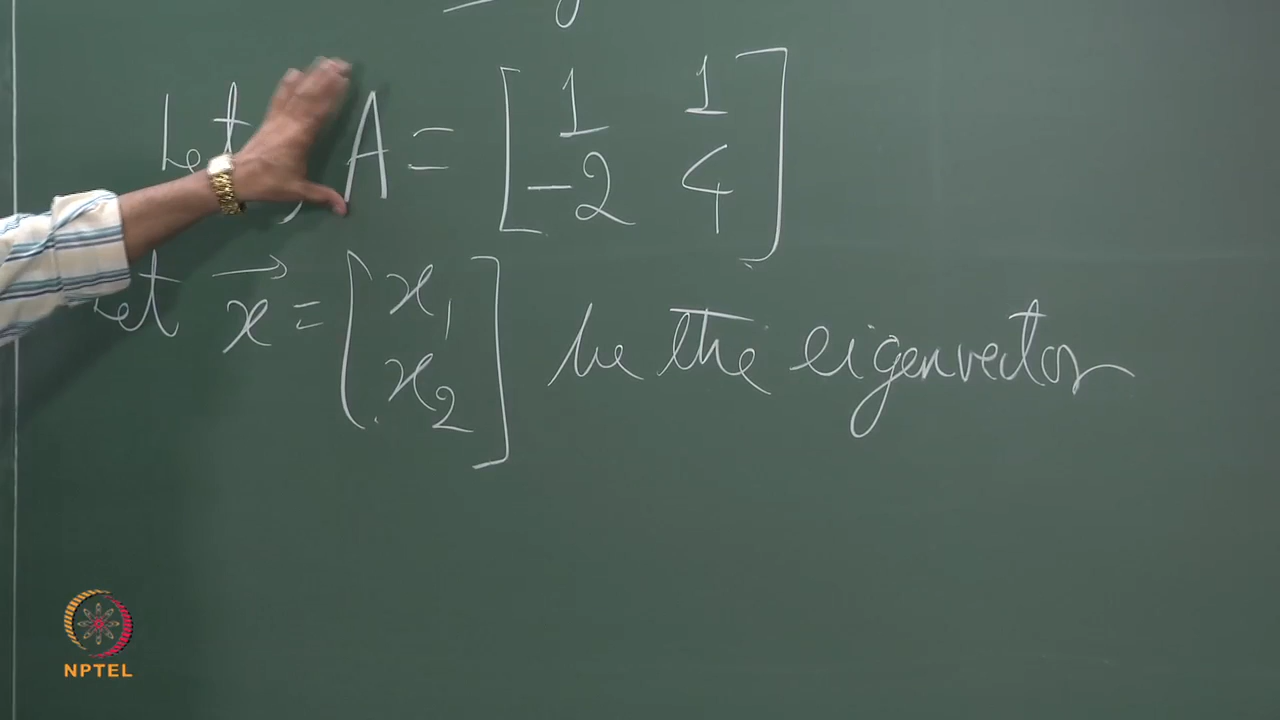 Let, A = [1 1
-2 4]
Let x⃗ = [x₁
x₂] be the eigenvector
NPTEL